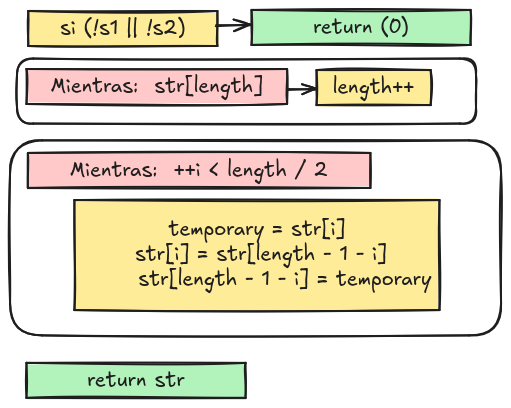 si (!s1 || !s2)
return (0)
Mientras: str[length]
length++
Mientras: ++i < length / 2
temporary = str[i]
str[i] = str[length - 1 - i]
str[length - 1 - i] = temporary
return str